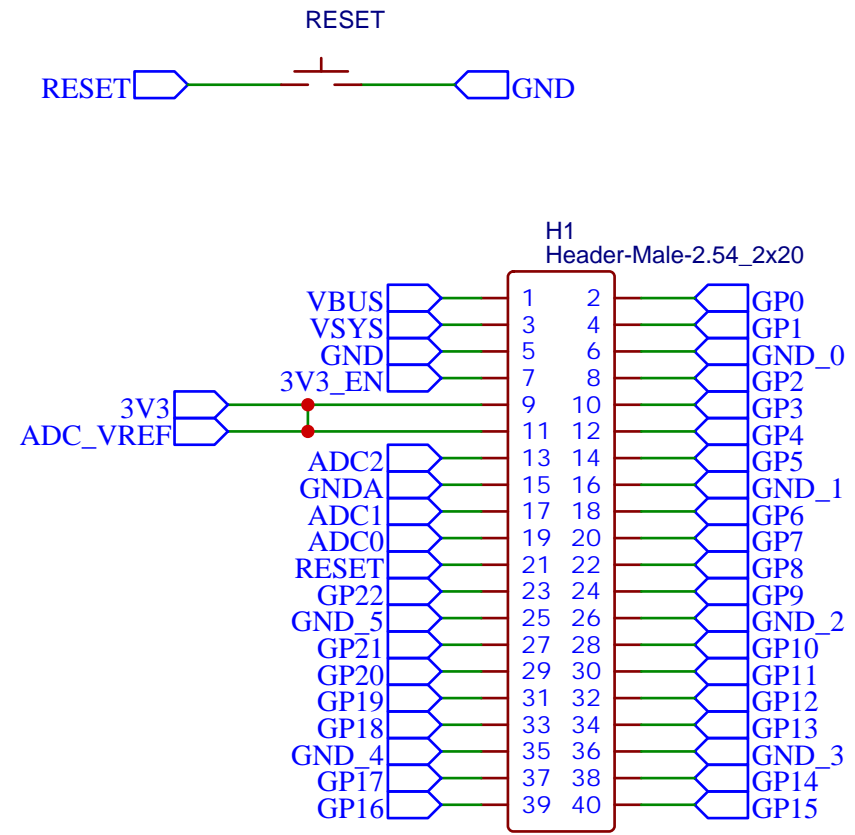 RESET
RESET GND
H1
Header-Male-2.54_2x20
VBUS 1 2 GP0
VSYS 3 4 GP1
GND 5 6 GND_0
3V3_EN 7 8 GP2
3V3 9 10 GP3
ADC_VREF 11 12 GP4
ADC2 13 14 GP5
GNDA 15 16 GND_1
ADC1 17 18 GP6
ADC0 19 20 GP7
RESET 21 22 GP8
GP22 23 24 GP9
GND_5 25 26 GND_2
GP21 27 28 GP10
GP20 29 30 GP11
GP19 31 32 GP12
GP18 33 34 GP13
GND_4 35 36 GND_3
GP17 37 38 GP14
GP16 39 40 GP15